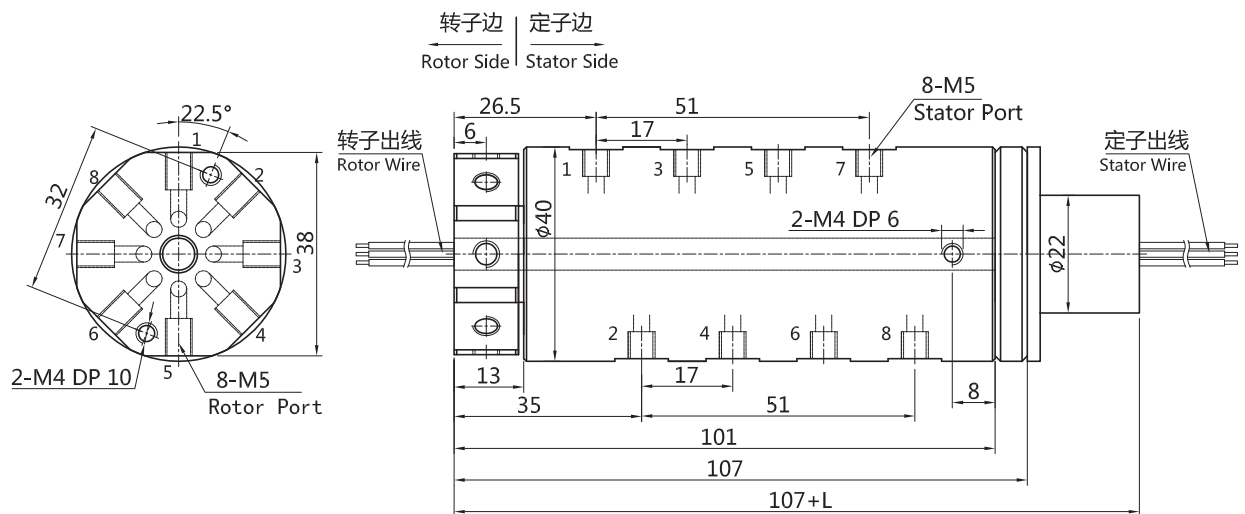 转子边
定子边
Rotor Side
Stator Side
22.5°
1
2
3
4
5
6
7
8
32
38
2-M4 DP 10
8-M5
Rotor Port
26.5
51
6
17
8-M5
Stator Port
转子出线
Rotor Wire
定子出线
Stator Wire
1
3
5
7
ϕ40
2-M4 DP 6
ϕ22
2
4
6
8
13
17
35
51
8
101
107
107+L